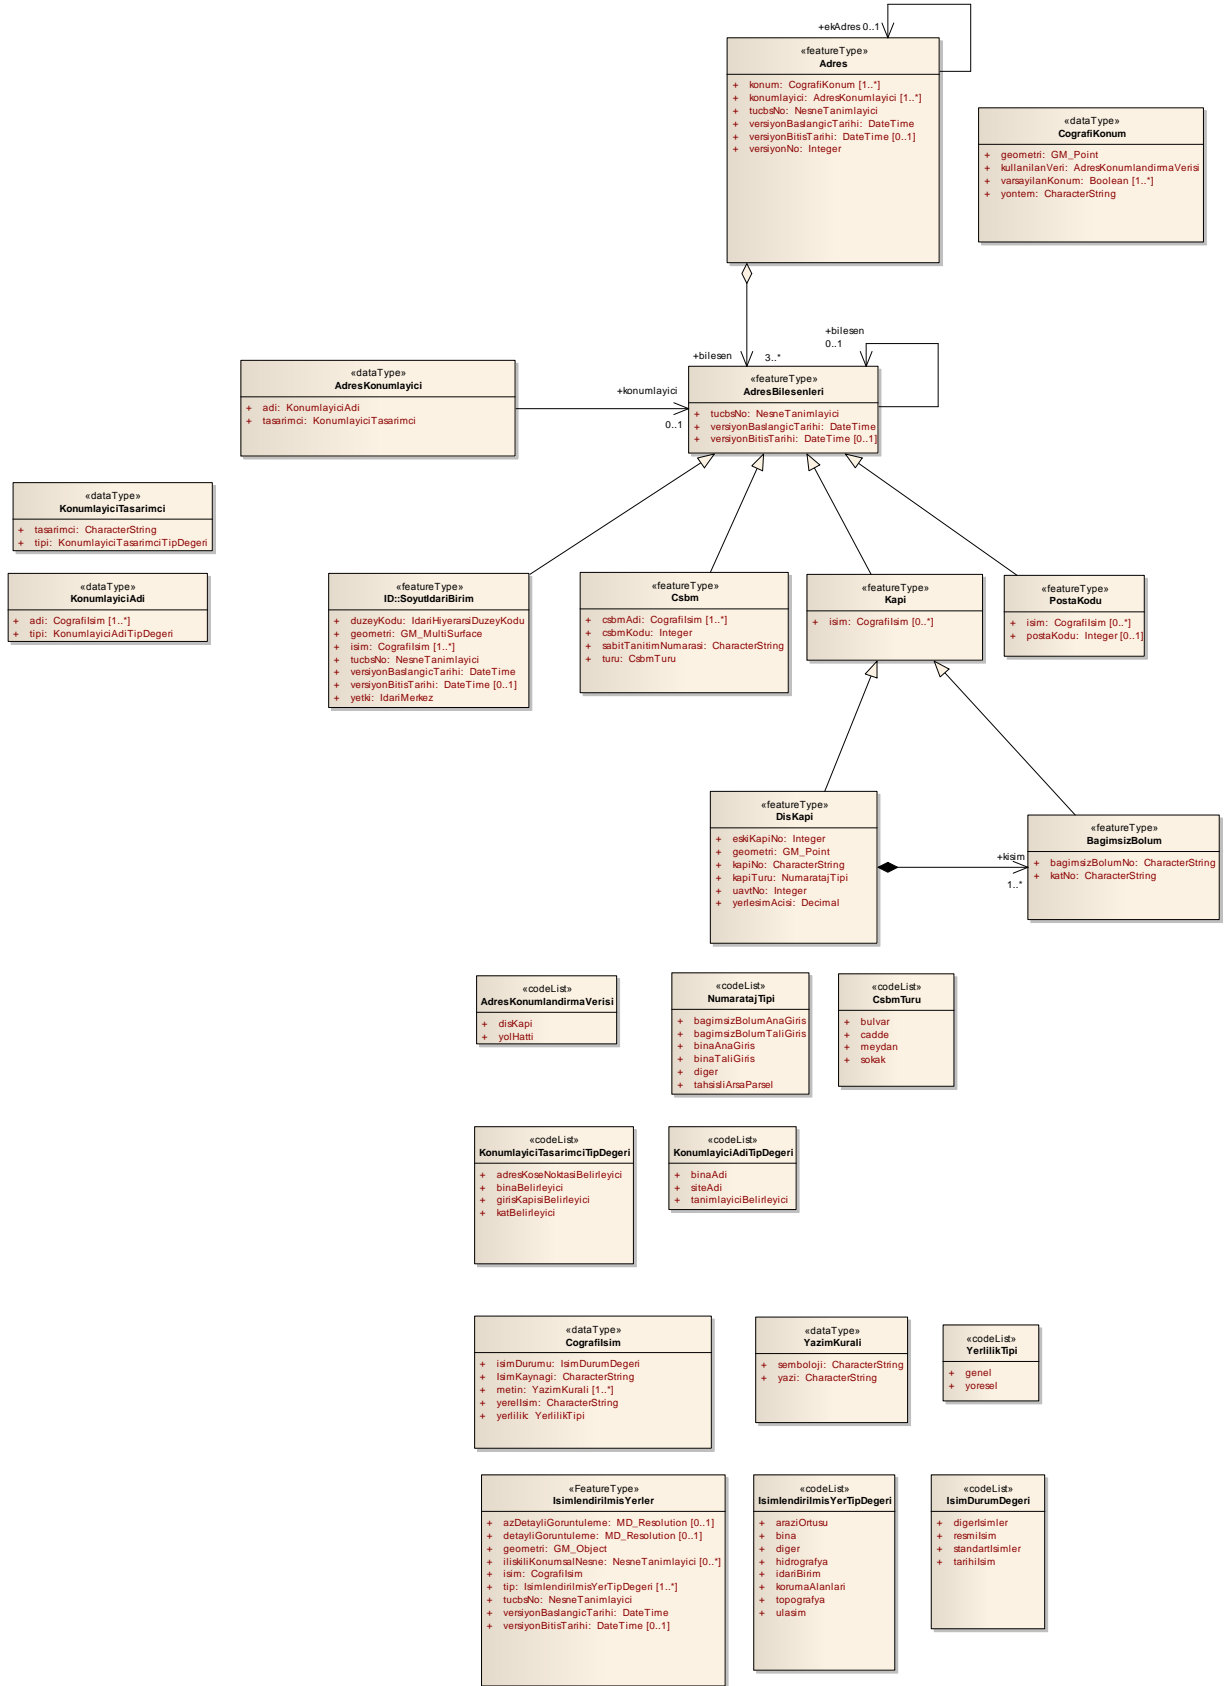 +ekAdres 0..1
«featureType»
Adres
+ konum: CografiKonum [1..*]
+ konumlayici: AdresKonumlayici [1..*]
+ tucbsNo: NesneTanimlayici
+ versiyonBaslangicTarihi: DateTime
+ versiyonBitisTarihi: DateTime [0..1]
+ versiyonNo: Integer
«dataType»
CografiKonum
+ geometri: GM_Point
+ kullanilanVeri: AdresKonumlandirmaVerisi
+ varsayilanKonum: Boolean [1..*]
+ yontem: CharacterString
+bilesen
3..*
+bilesen
0..1
«dataType»
AdresKonumlayici
+ adi: KonumlayiciAdi
+ tasarimci: KonumlayiciTasarimci
+konumlayici
0..1
«featureType»
AdresBilesenleri
+ tucbsNo: NesneTanimlayici
+ versiyonBaslangicTarihi: DateTime
+ versiyonBitisTarihi: DateTime [0..1]
«dataType»
KonumlayiciTasarimci
+ tasarimci: CharacterString
+ tipi: KonumlayiciTasarimciTipDegeri
«dataType»
KonumlayiciAdi
+ adi: CografiIsim [1..*]
+ tipi: KonumlayiciAdiTipDegeri
«featureType»
ID::SoyutIdariBirim
+ duzeyKodu: IdariHiyerarsiDuzeyKodu
+ geometri: GM_MultiSurface
+ isim: CografiIsim [1..*]
+ tucbsNo: NesneTanimlayici
+ versiyonBaslangicTarihi: DateTime
+ versiyonBitisTarihi: DateTime [0..1]
+ yetki: IdariMerkez
«featureType»
Csbm
+ csbmAdi: CografiIsim [1..*]
+ csbmKodu: Integer
+ sabitTanitimNumarasi: CharacterString
+ turu: CsbmTuru
«featureType»
Kapi
+ isim: CografiIsim [0..*]
«featureType»
PostaKodu
+ isim: CografiIsim [0..*]
+ postaKodu: Integer [0..1]
«featureType»
DisKapi
+ eskiKapiNo: Integer
+ geometri: GM_Point
+ kapiNo: CharacterString
+ kapiTuru: NumaratajTipi
+ uavtNo: Integer
+ yerlesimAcisi: Decimal
+kisim
1..*
«featureType»
BagimsizBolum
+ bagimsizBolumNo: CharacterString
+ katNo: CharacterString
«codeList»
AdresKonumlandirmaVerisi
+ disKapi
+ yolHatti
«codeList»
NumaratajTipi
+ bagimsizBolumAnaGiris
+ bagimsizBolumTaliGiris
+ binaAnaGiris
+ binaTaliGiris
+ diger
+ tahsisliArsaParsel
«codeList»
CsbmTuru
+ bulvar
+ cadde
+ meydan
+ sokak
«codeList»
KonumlayiciTasarimciTipDegeri
+ adresKoseNoktasiBelirleyici
+ binaBelirleyici
+ girisKapisiBelirleyici
+ katBelirleyici
«codeList»
KonumlayiciAdiTipDegeri
+ binaAdi
+ siteAdi
+ tanimlayiciBelirleyici
«dataType»
CografiIsim
+ isimDurumu: IsimDurumDegeri
+ IsimKaynagi: CharacterString
+ metin: YazimKurali [1..*]
+ yerelIsim: CharacterString
+ yerlilik: YerlilikTipi
«dataType»
YazimKurali
+ semboloji: CharacterString
+ yazi: CharacterString
«codeList»
YerlilikTipi
+ genel
+ yoresel
«FeatureType»
IsimlendirilmisYerler
+ azDetayliGoruntuleme: MD_Resolution [0..1]
+ detayliGoruntuleme: MD_Resolution [0..1]
+ geometri: GM_Object
+ iliskiliKonumsalNesne: NesneTanimlayici [0..*]
+ isim: CografiIsim
+ tip: IsimlendirilmisYerTipDegeri [1..*]
+ tucbsNo: NesneTanimlayici
+ versiyonBaslangicTarihi: DateTime
+ versiyonBitisTarihi: DateTime [0..1]
«codeList»
IsimlendirilmisYerTipDegeri
+ araziOrtusu
+ bina
+ diger
+ hidrografya
+ idariBirim
+ korumaAlanlari
+ topografya
+ ulasim
«codeList»
IsimDurumDegeri
+ digerIsimler
+ resmiIsim
+ standartIsimler
+ tarihiIsim